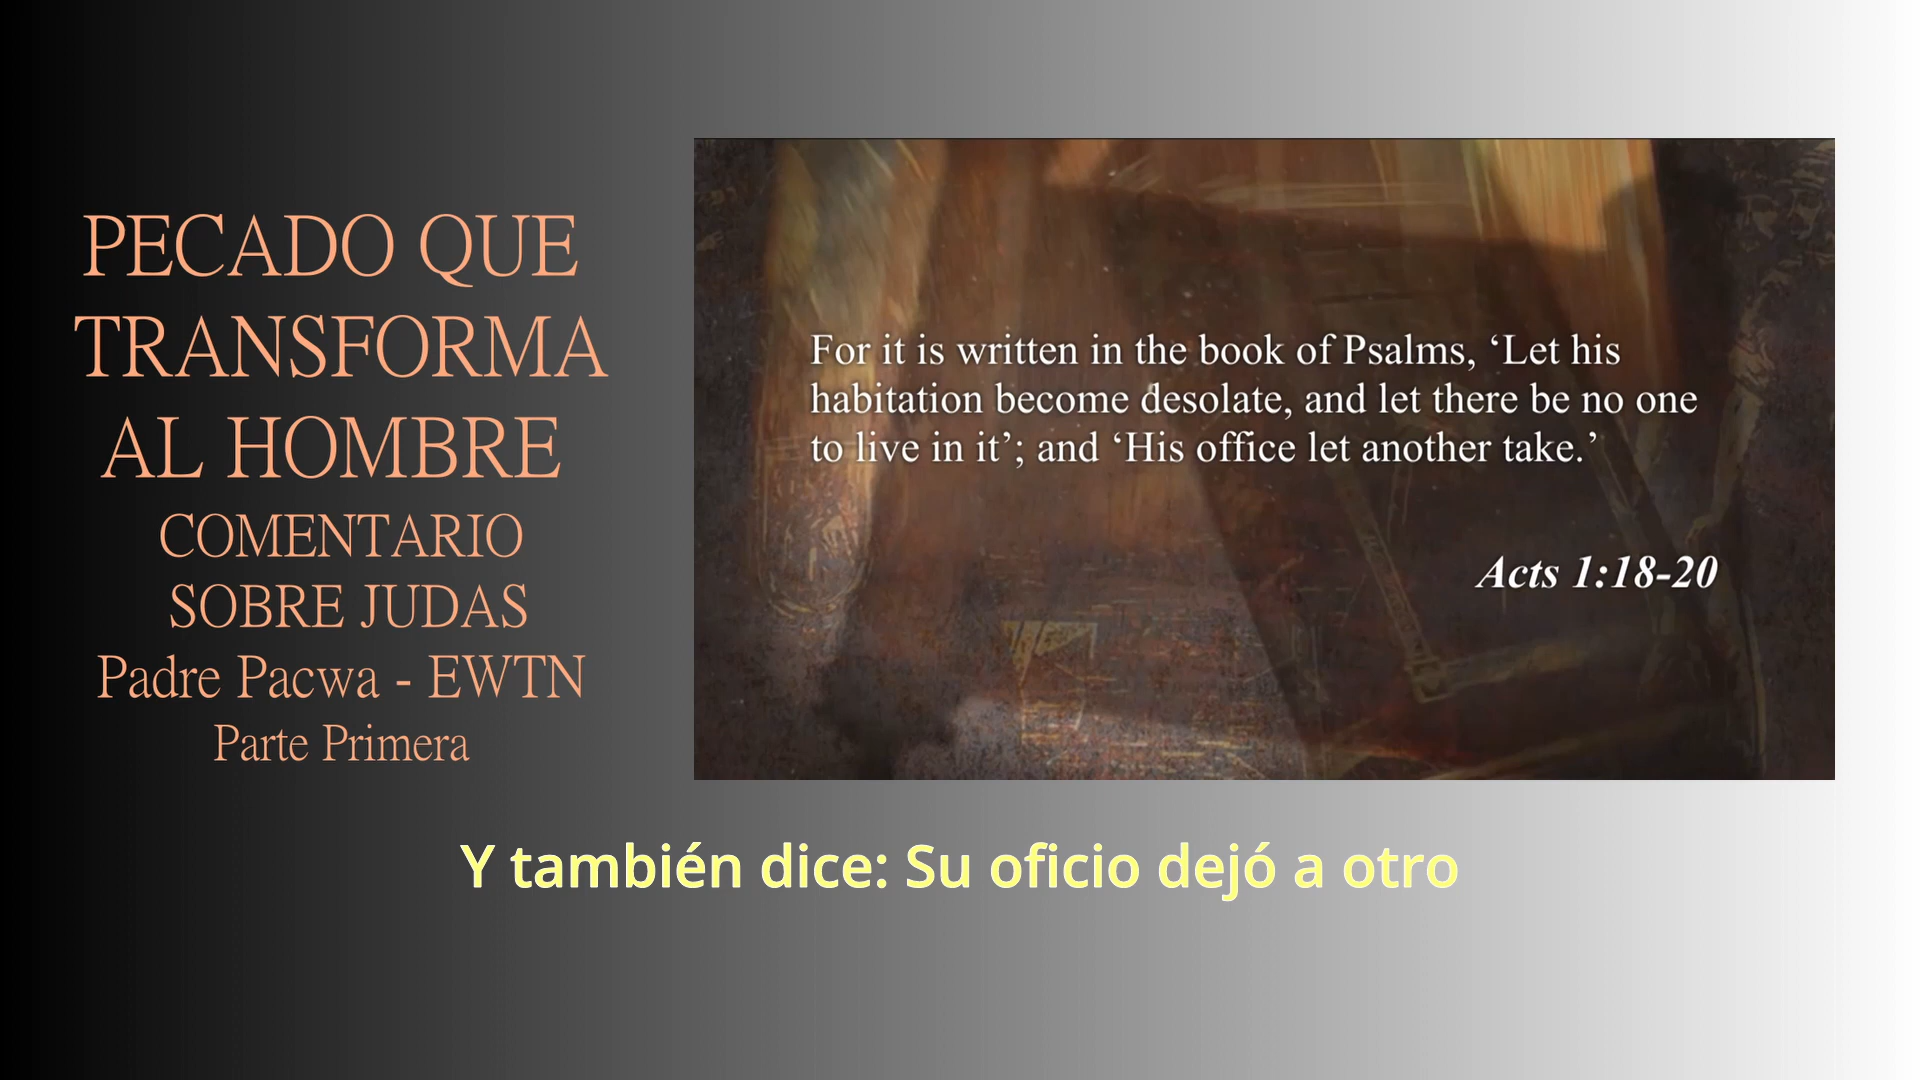 PECADO QUE
TRANSFORMA
AL HOMBRE
COMENTARIO
SOBRE JUDAS
Padre Pacwa - EWTN
Parte Primera
For it is written in the book of Psalms, ‘Let his
habitation become desolate, and let there be no one
to live in it’; and ‘His office let another take.’
Acts 1:18-20
Y también dice: Su oficio dejó a otro